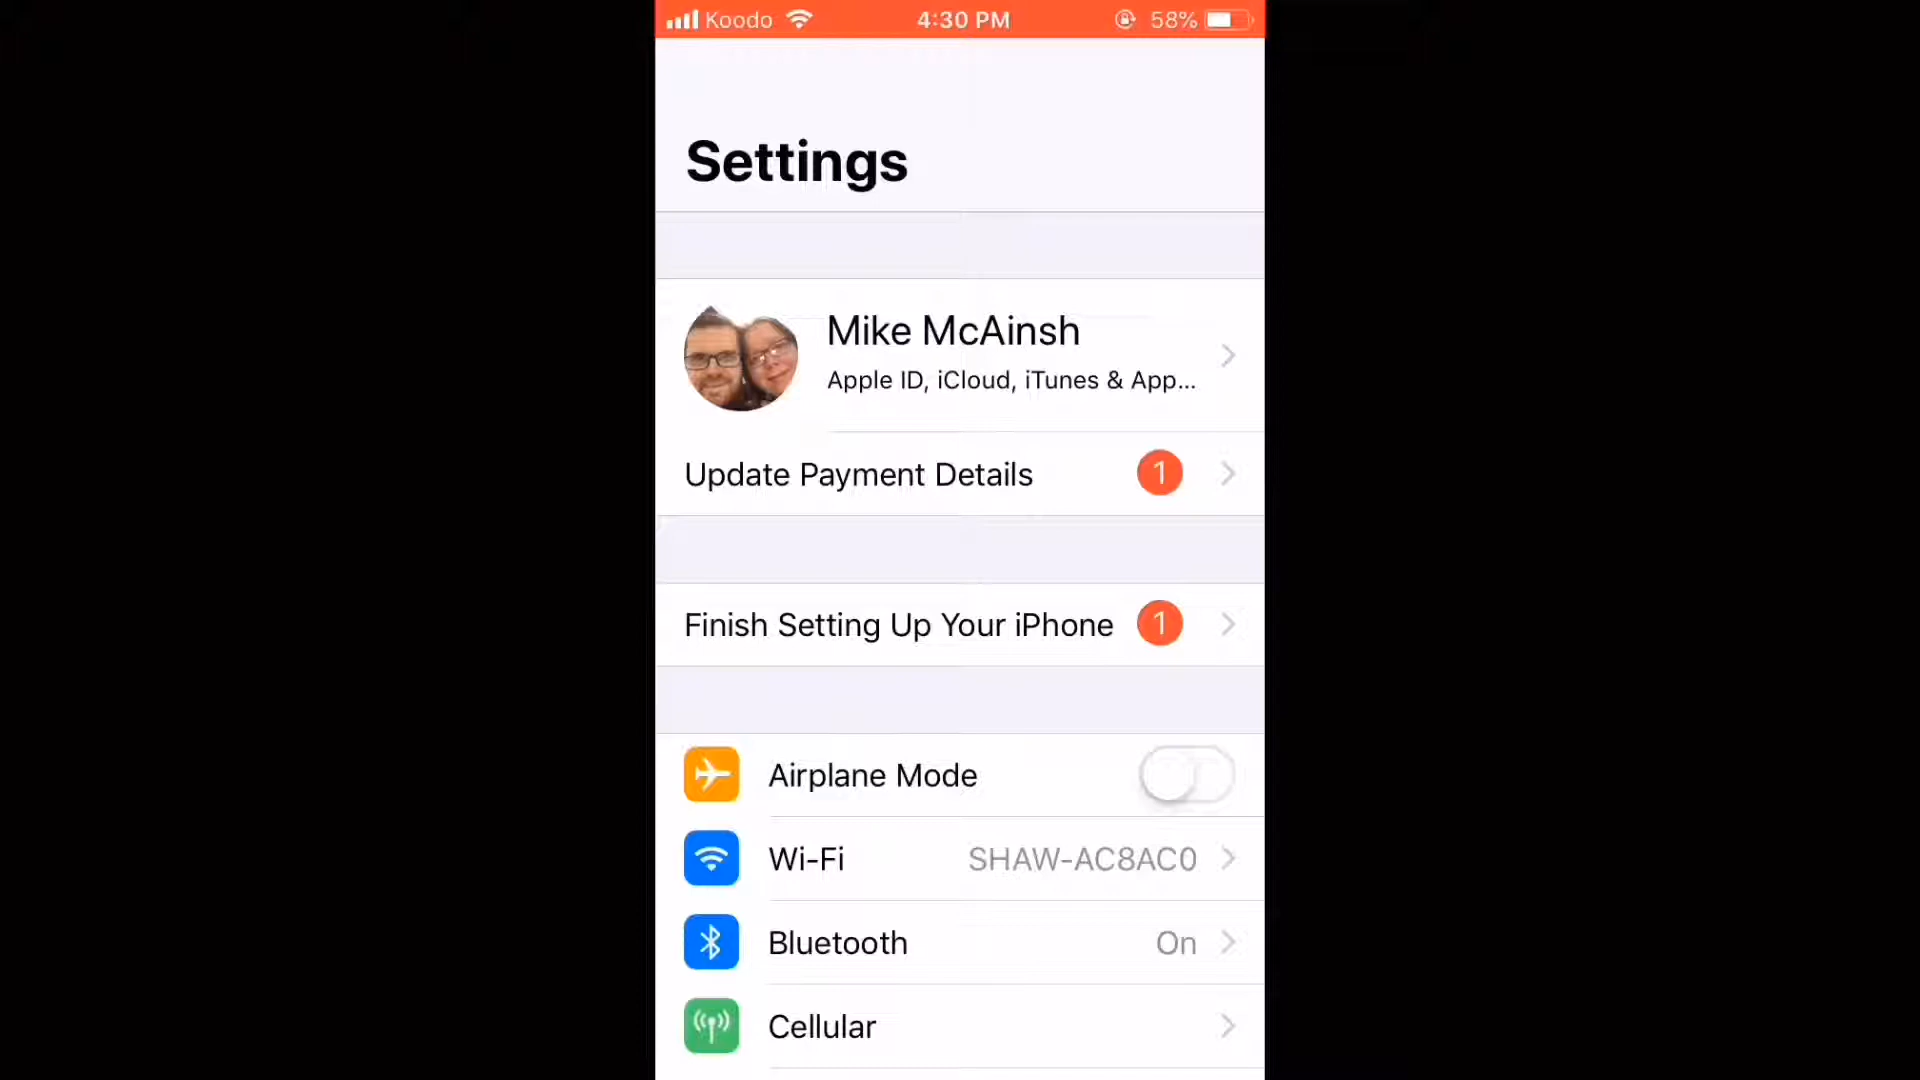 Koodo 4:30 PM 58%
Settings
Mike McAinsh
Apple ID, iCloud, iTunes & App...
Update Payment Details 1
Finish Setting Up Your iPhone 1
Airplane Mode
Wi-Fi SHAW-AC8AC0
Bluetooth On
Cellular